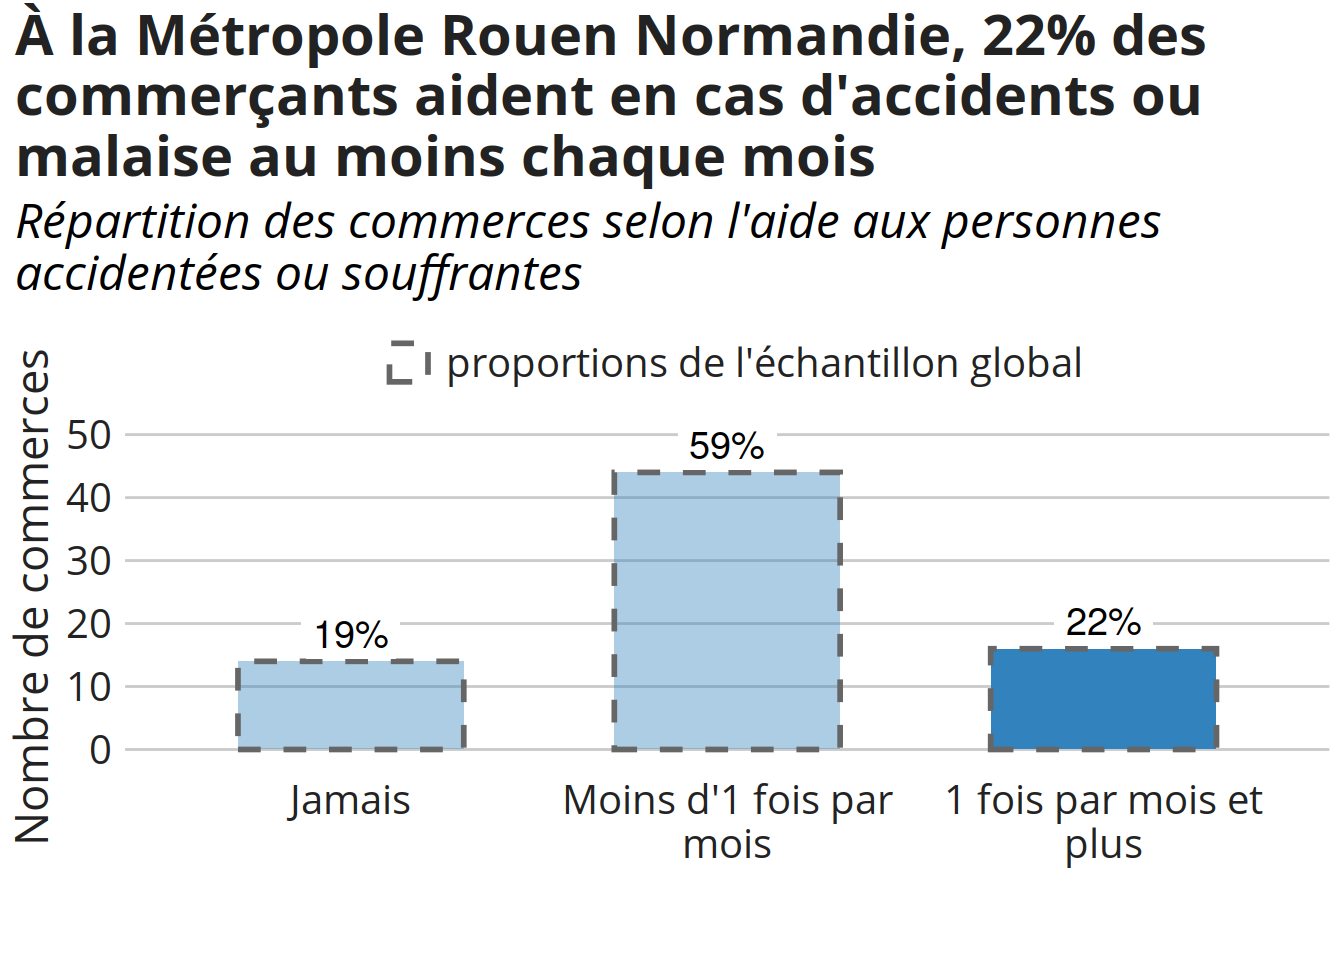 À la Métropole Rouen Normandie, 22% des
commerçants aident en cas d'accidents ou
malaise au moins chaque mois
Répartition des commerces selon l'aide aux personnes
accidentées ou souffrantes
proportions de l'échantillon global
Nombre de commerces
50
40
30
20
10
0
19%
59%
22%
Jamais
Moins d'1 fois par
mois
1 fois par mois et
plus